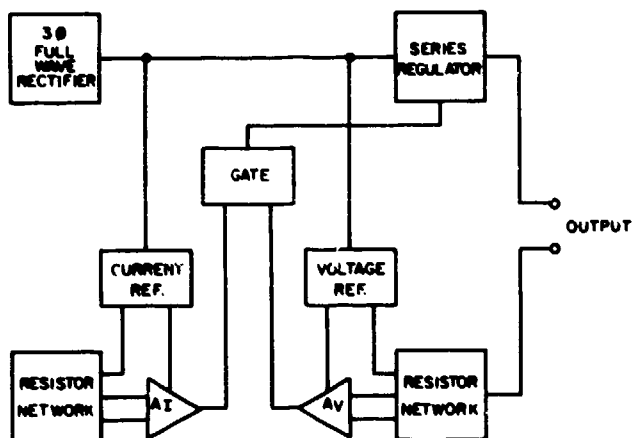 3Ø
FULL
WAVE
RECTIFIER
SERIES
REGULATOR
GATE
OUTPUT
CURRENT
REF.
VOLTAGE
REF.
RESISTOR
NETWORK
AI
AV
RESISTOR
NETWORK